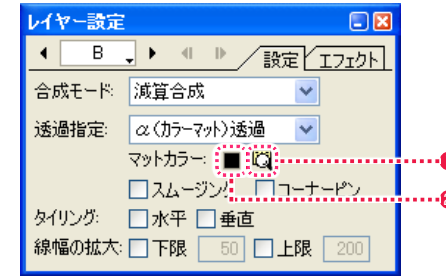 レイヤー設定
B 設定 エフェクト
合成モード: 減算合成
透過指定: α(カラーマット)透過
マットカラー:
スムージング コーナーピン
タイリング: 水平 垂直
線幅の拡大: 下限 50 上限 200